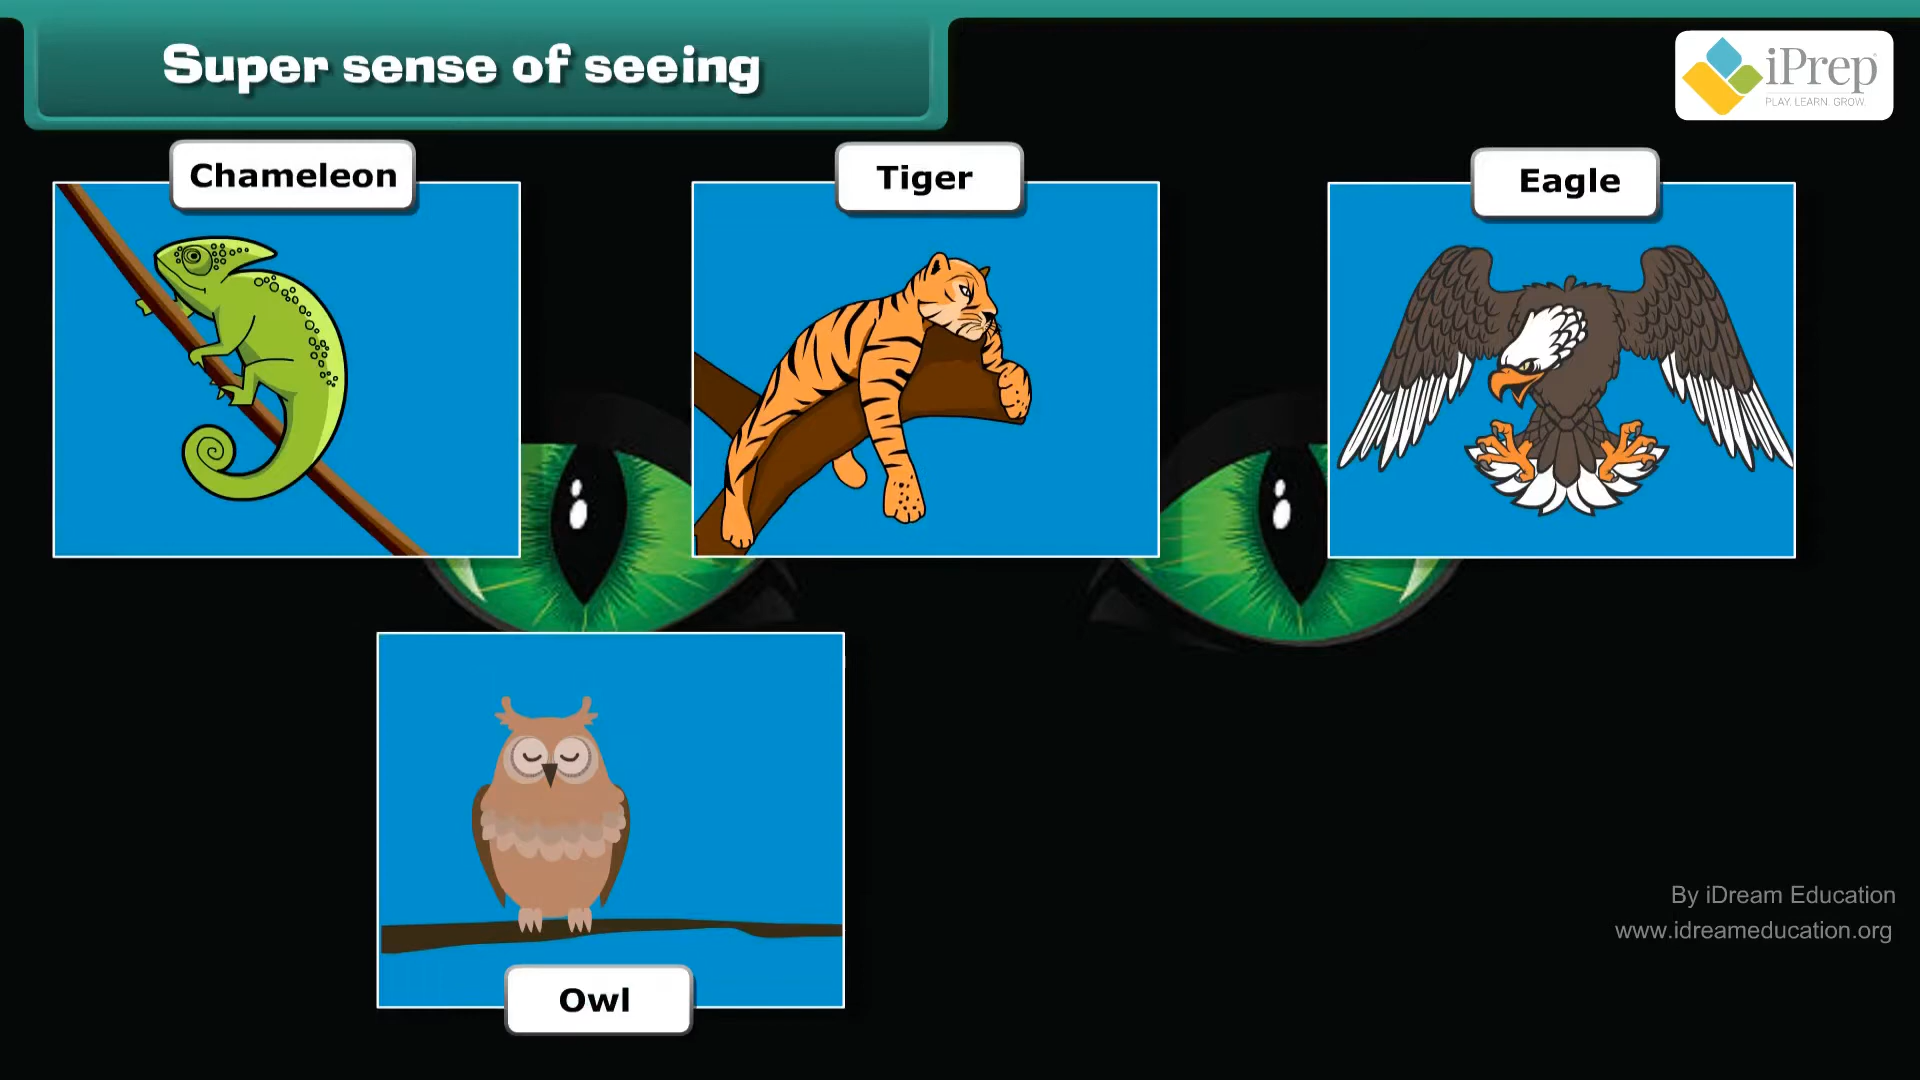 Super sense of seeing
iPrep
PLAY. LEARN. GROW.
Chameleon
Tiger
Eagle
Owl
By iDream Education
www.idreameducation.org